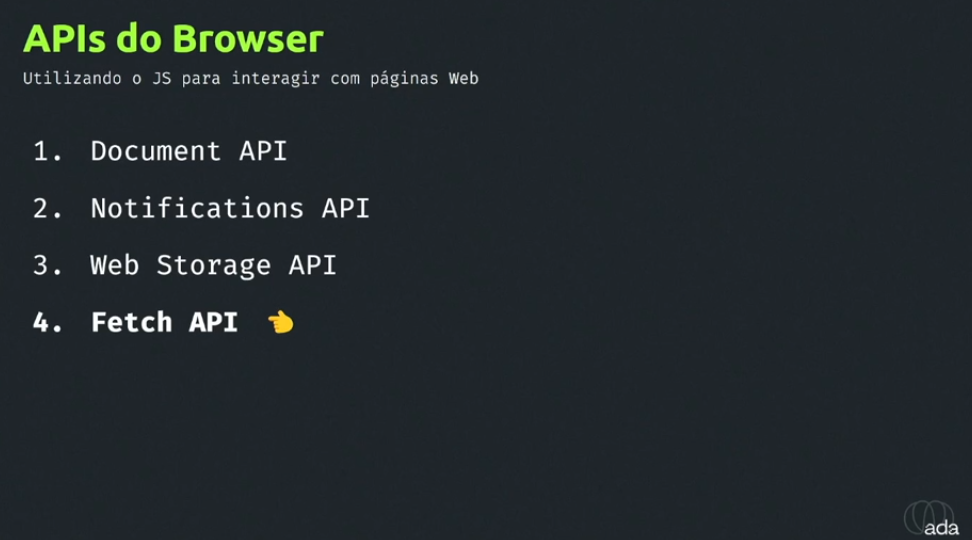 APIs do Browser
Utilizando o JS para interagir com páginas Web
1. Document API
2. Notifications API
3. Web Storage API
4. Fetch API 👈
ada